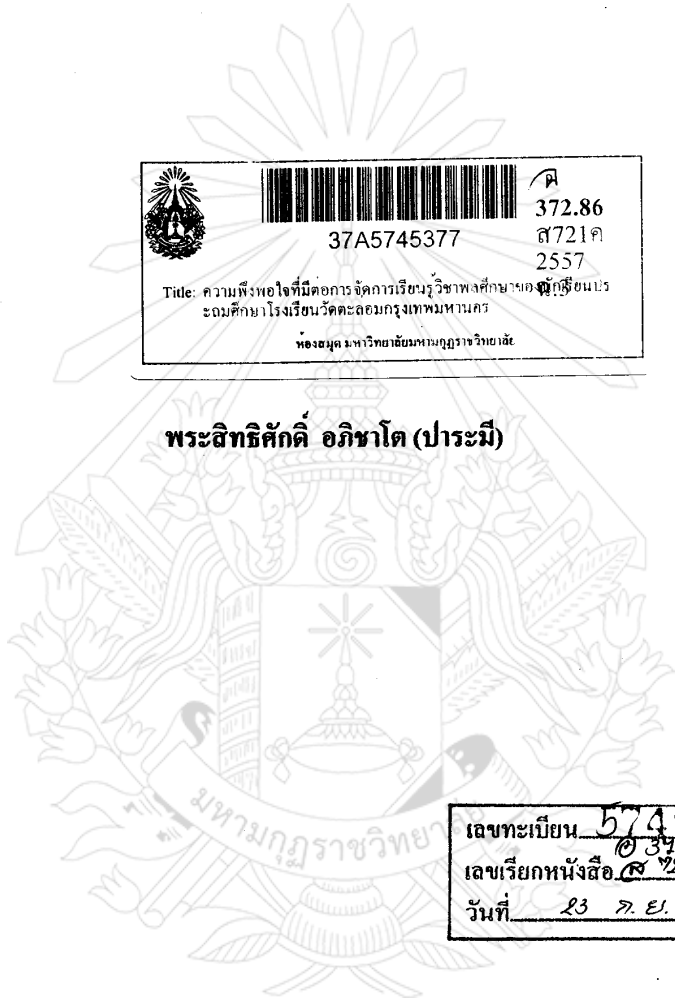 372.86
ส721ค
2557
37A5745377
Title: ความพึงพอใจที่มีต่อการจัดการเรียนรู้วิชาพลศึกษาของนักเรียนประ
ะถมศึกษาโรงเรียนวัดตะล่อมกรุงเทพมหานคร
ห้องสมุด มหาวิทยาลัยมหามกุฏราชวิทยาลัย
พระสิทธิศักดิ์ อภิชาโต (ปาระมี)
มหามกุฏราชวิทยาลัย
เลขทะเบียน 574
เลขเรียกหนังสือ
วันที่ 23 ก.ย.